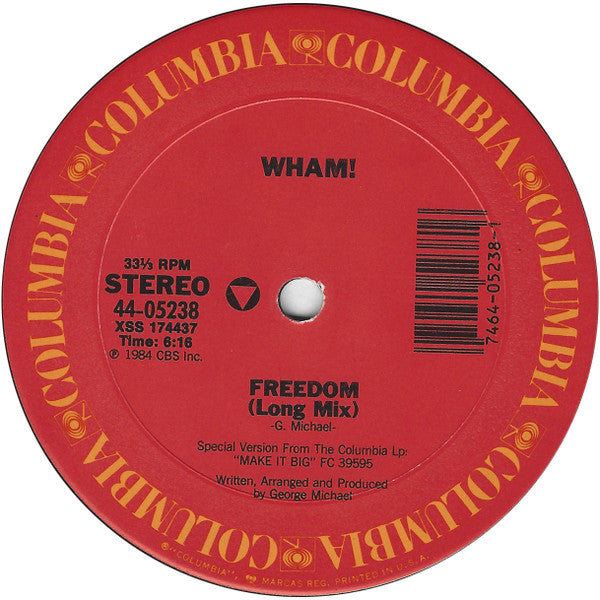 COLUMBIA COLUMBIA COLUMBIA COLUMBIA COLUMBIA COLUMBIA
WHAM!
33⅓ RPM
STEREO
44-05238
XSS 174437
Time: 6:16
℗ 1984 CBS Inc.
7464-05238-1
FREEDOM
(Long Mix)
-G. Michael-
Special Version From The Columbia Lp:
"MAKE IT BIG" FC 39595
Written, Arranged and Produced
by George Michael
®"COLUMBIA", MARCAS REG. PRINTED IN U.S.A.